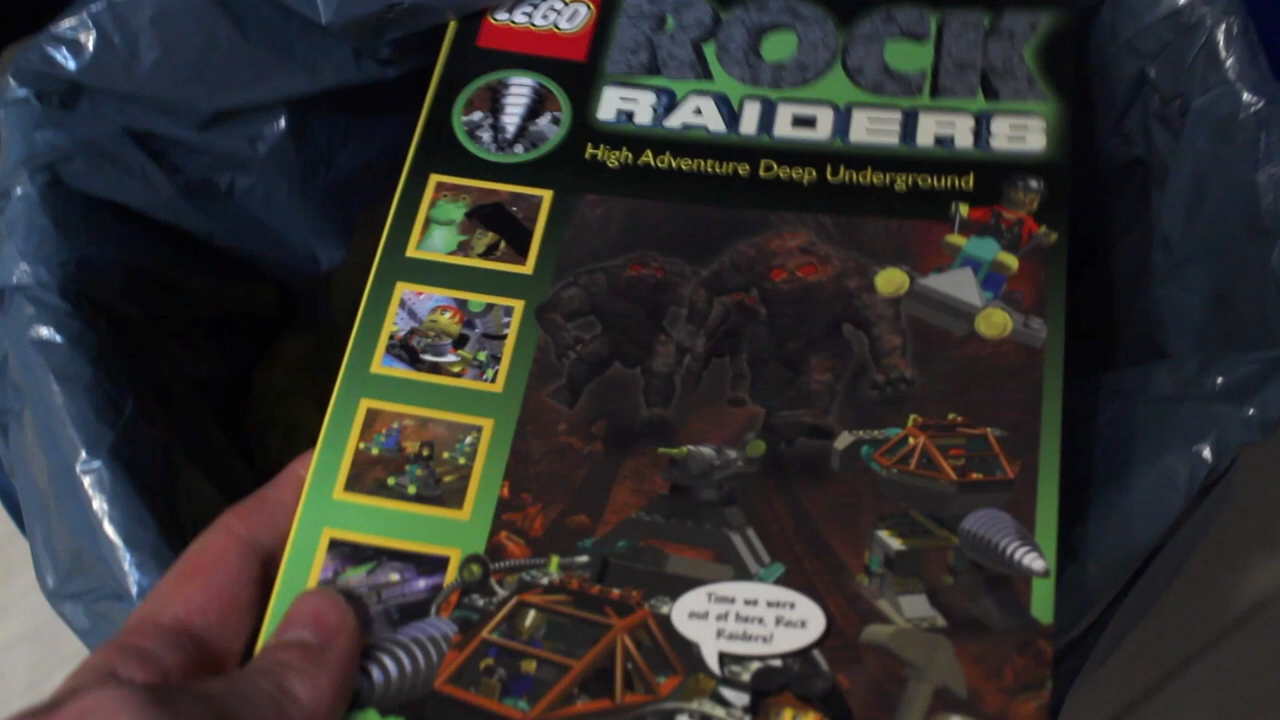 LEGO
ROCK
RAIDERS
High Adventure Deep Underground
Time we were
out of here, Rock
Raiders!